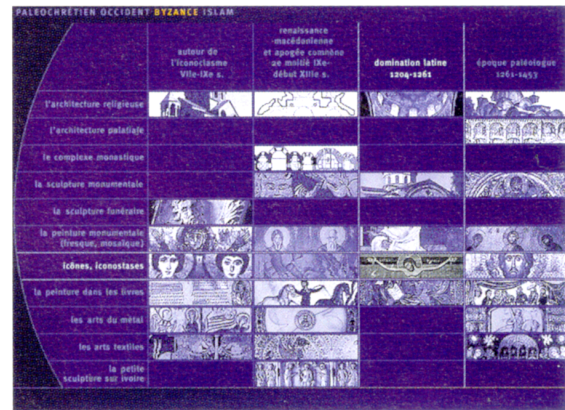 PALÉOCHRÉTIEN OCCIDENT BYZANCE ISLAM
autour de
l'iconoclasme
VIIe-IXe s.
renaissance
macédonienne
et apogée comnène
2e moitié IXe-
début XIIIe s.
domination latine
1204-1261
époque paléologue
1261-1453
l'architecture religieuse
l'architecture palatiale
le complexe monastique
la sculpture monumentale
la sculpture funéraire
la peinture monumentale
(fresque, mosaïque)
icônes, iconostases
la peinture dans les livres
les arts du métal
les arts textiles
la petite
sculpture sur ivoire